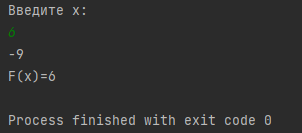 Введите x:
6
-9
F(x)=6
Process finished with exit code 0